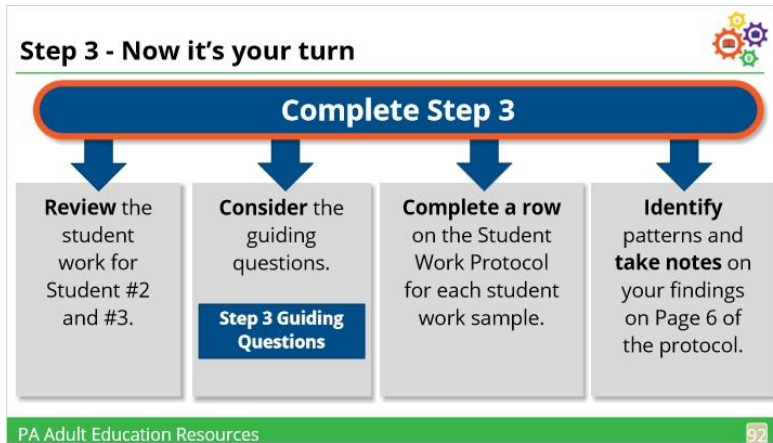 Step 3 - Now it's your turn
Complete Step 3
Review the
student
work for
Student #2
and #3.
Consider the
guiding
questions.
Step 3 Guiding
Questions
Complete a row
on the Student
Work Protocol
for each student
work sample.
Identify
patterns and
take notes on
your findings
on Page 6 of
the protocol.
PA Adult Education Resources
92